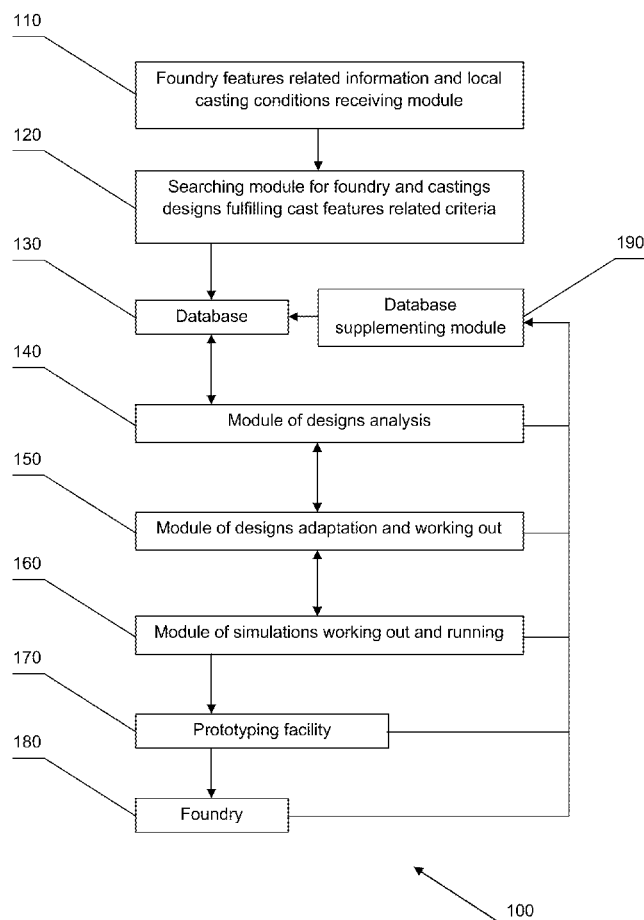 110
Foundry features related information and local
casting conditions receiving module
120
Searching module for foundry and castings
designs fulfilling cast features related criteria
130
190
Database
Database
supplementing module
140
Module of designs analysis
150
Module of designs adaptation and working out
160
Module of simulations working out and running
170
Prototyping facility
180
Foundry
100